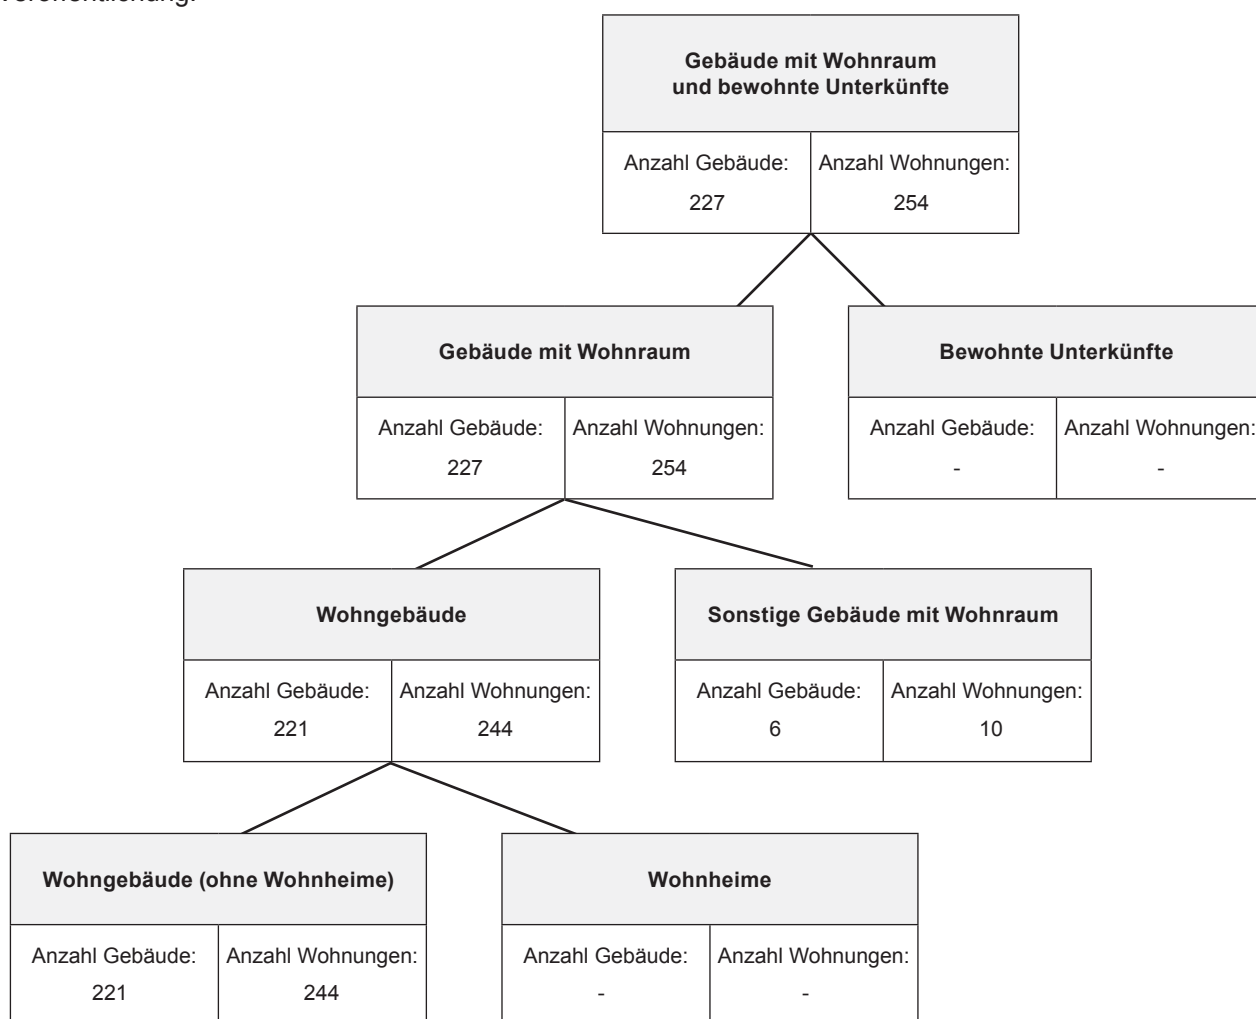 Veröffentlichung.
Gebäude mit Wohnraum
und bewohnte Unterkünfte
Anzahl Gebäude:
Anzahl Wohnungen:
227
254
Gebäude mit Wohnraum
Bewohnte Unterkünfte
Anzahl Gebäude:
Anzahl Wohnungen:
Anzahl Gebäude:
Anzahl Wohnungen:
227
254
-
-
Wohngebäude
Sonstige Gebäude mit Wohnraum
Anzahl Gebäude:
Anzahl Wohnungen:
Anzahl Gebäude:
Anzahl Wohnungen:
221
244
6
10
Wohngebäude (ohne Wohnheime)
Wohnheime
Anzahl Gebäude:
Anzahl Wohnungen:
Anzahl Gebäude:
Anzahl Wohnungen:
221
244
-
-